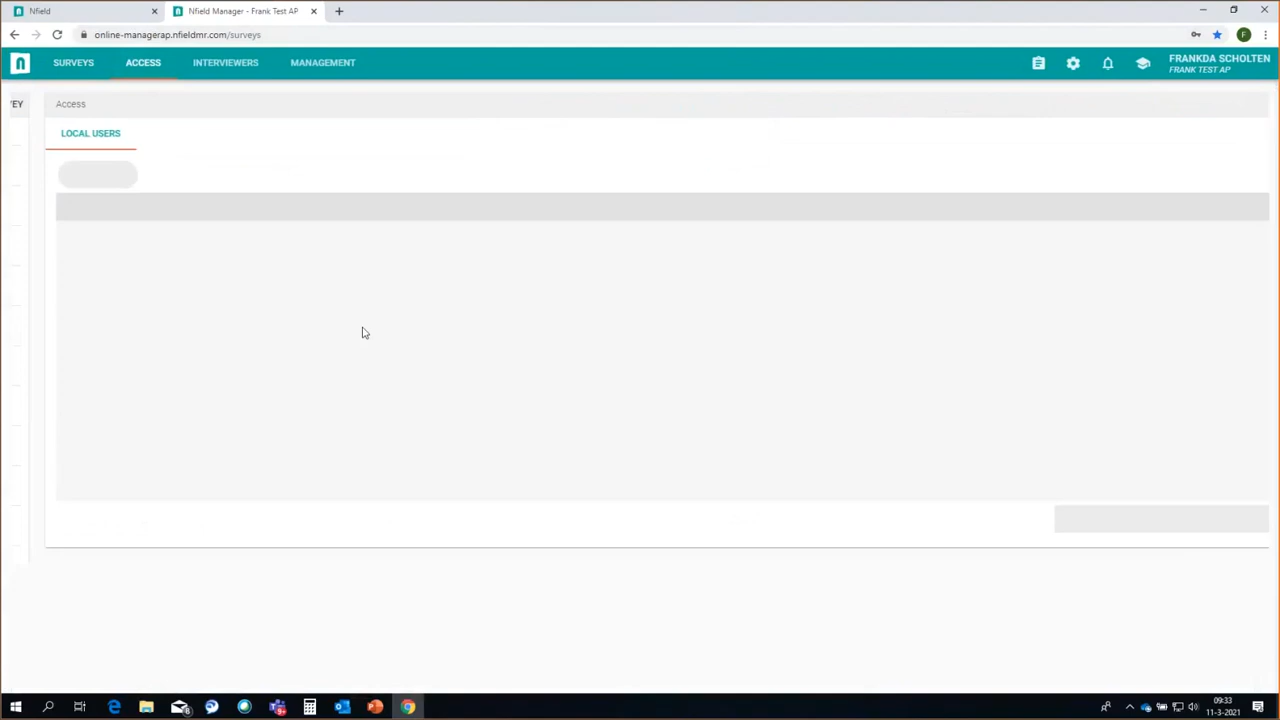 Nfield
Nfield Manager - Frank Test AP
online-managerap.nfieldmr.com/surveys
SURVEYS
ACCESS
INTERVIEWERS
MANAGEMENT
FRANKDA SCHOLTEN
FRANK TEST AP
EY
Access
LOCAL USERS
09:33
11-3-2021